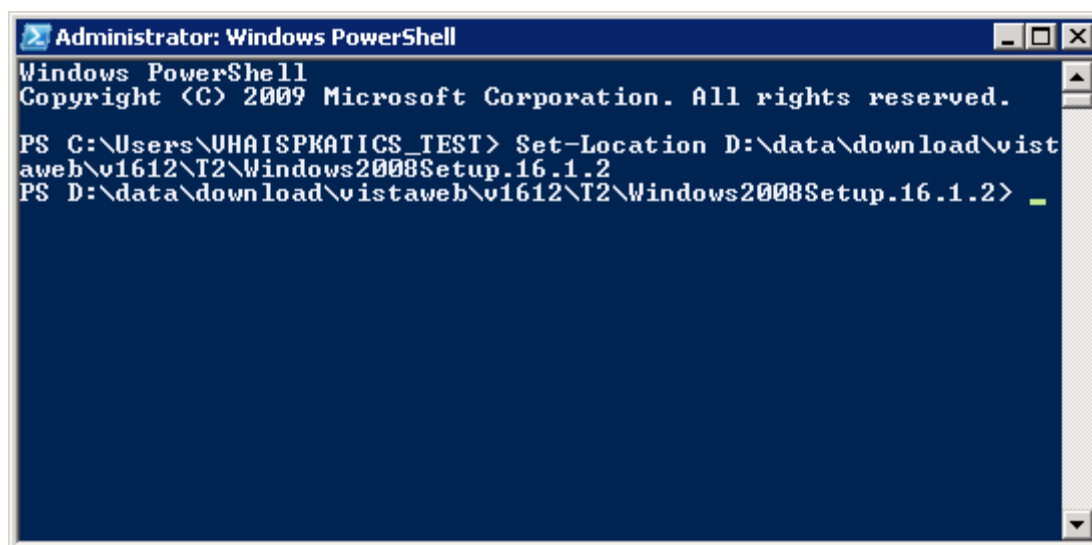 Administrator: Windows PowerShell
Windows PowerShell
Copyright (C) 2009 Microsoft Corporation. All rights reserved.
PS C:\Users\VHAISPKATICS_TEST> Set-Location D:\data\download\vist
aweb\v1612\T2\Windows2008Setup.16.1.2
PS D:\data\download\vistaweb\v1612\T2\Windows2008Setup.16.1.2> _